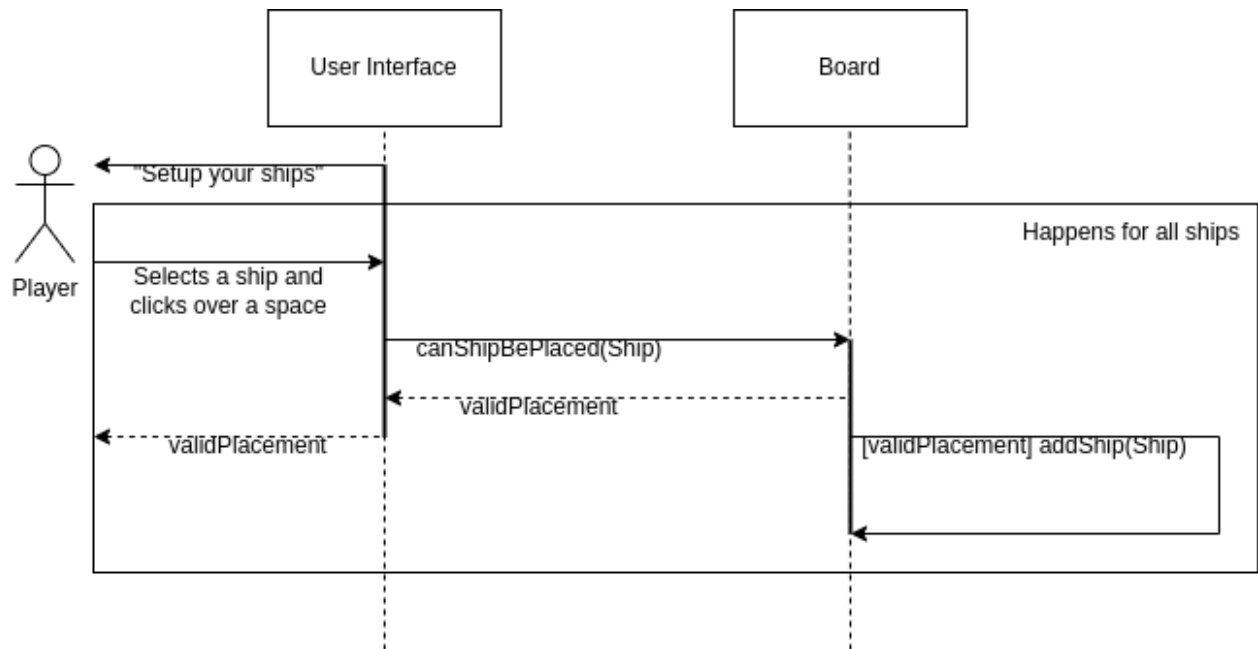 User Interface
Board
"Setup your ships"
Happens for all ships
Player
Selects a ship and
clicks over a space
canShipBePlaced(Ship)
validPlacement
validPlacement
[validPlacement] addShip(Ship)